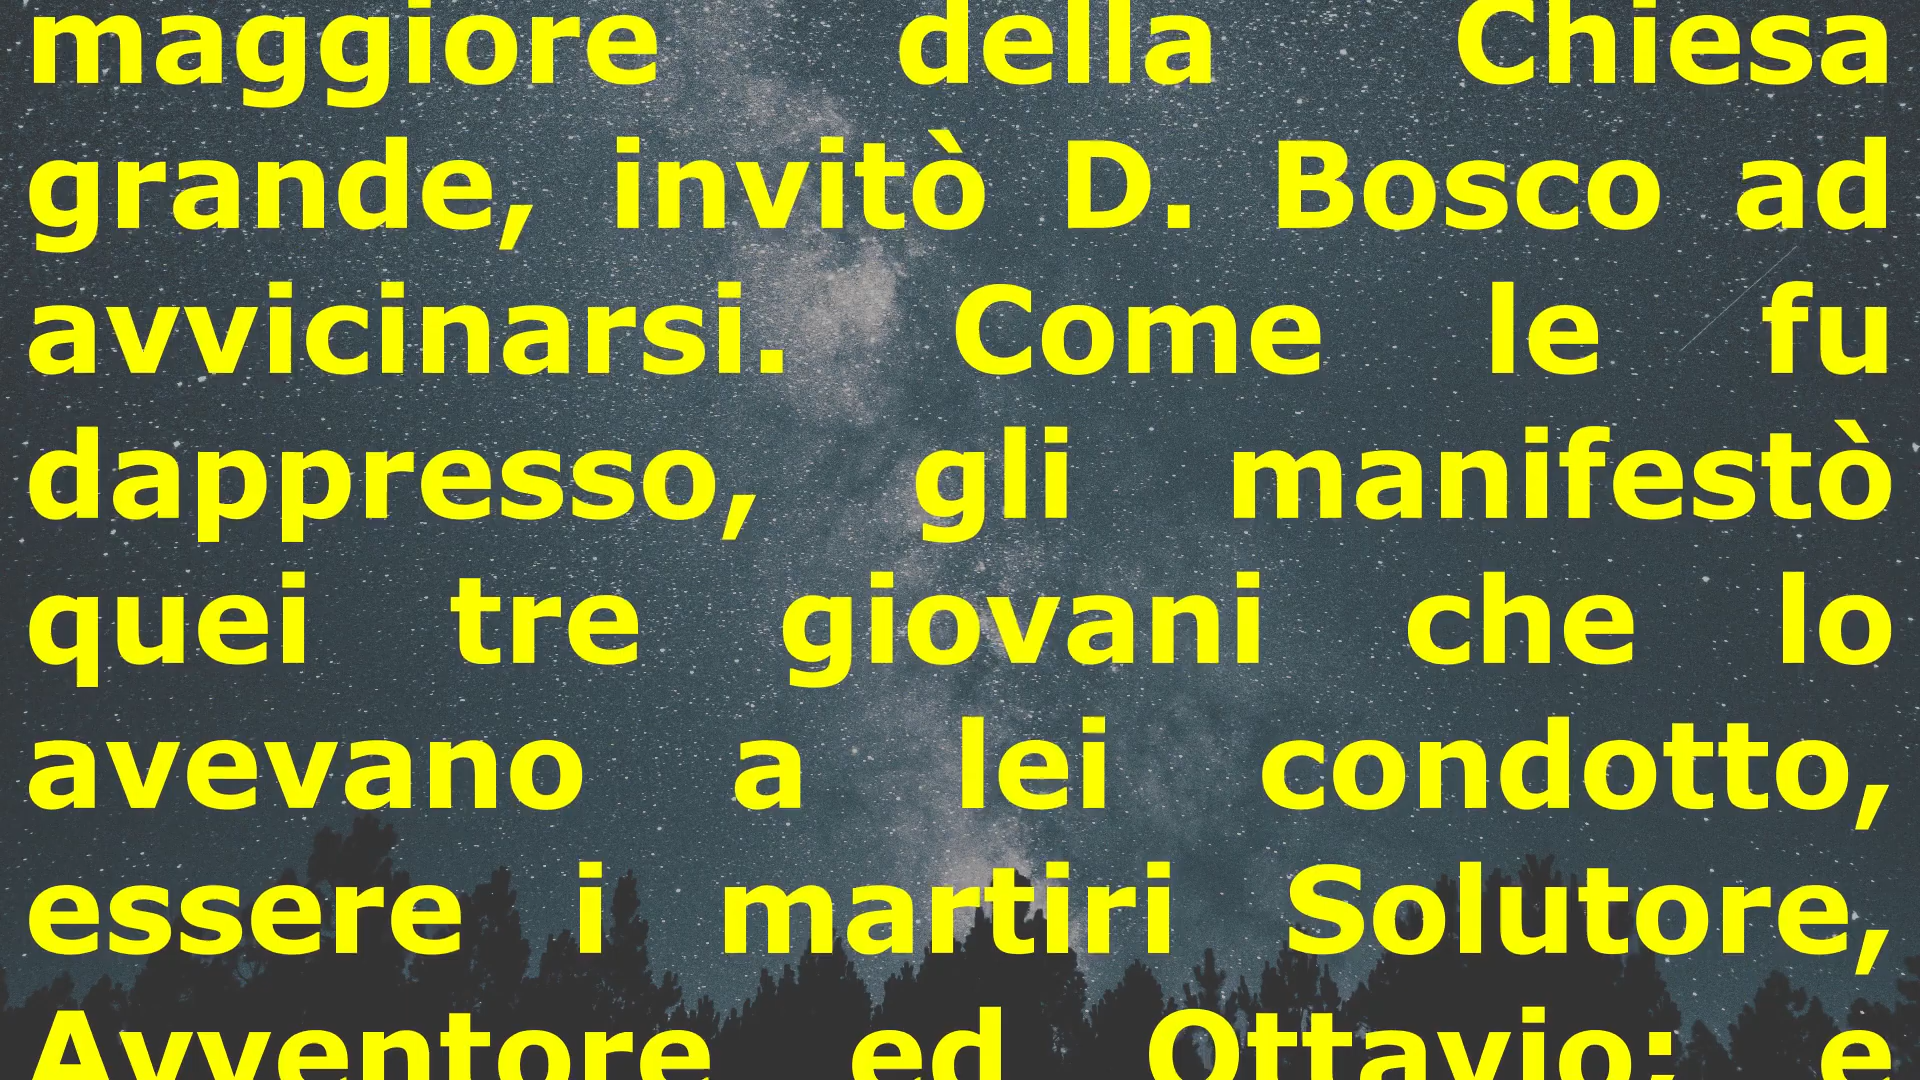 maggiore della Chiesa
grande, invitò D. Bosco ad
avvicinarsi. Come le fu
dappresso, gli manifestò
quei tre giovani che lo
avevano a lei condotto,
essere i martiri Solutore,
Avventore ed Ottavio; e